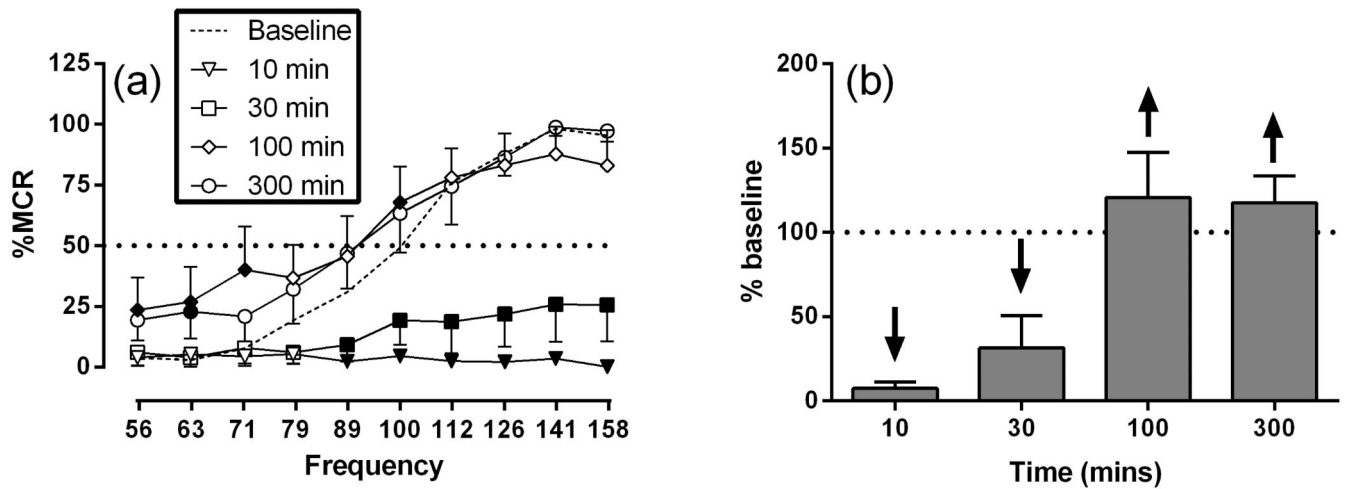 (a)
Baseline
10 min
30 min
100 min
300 min
%MCR
125
100
75
50
25
0
56 63 71 79 89 100 112 126 141 158
Frequency
(b)
% baseline
200
150
100
50
0
10 30 100 300
Time (mins)